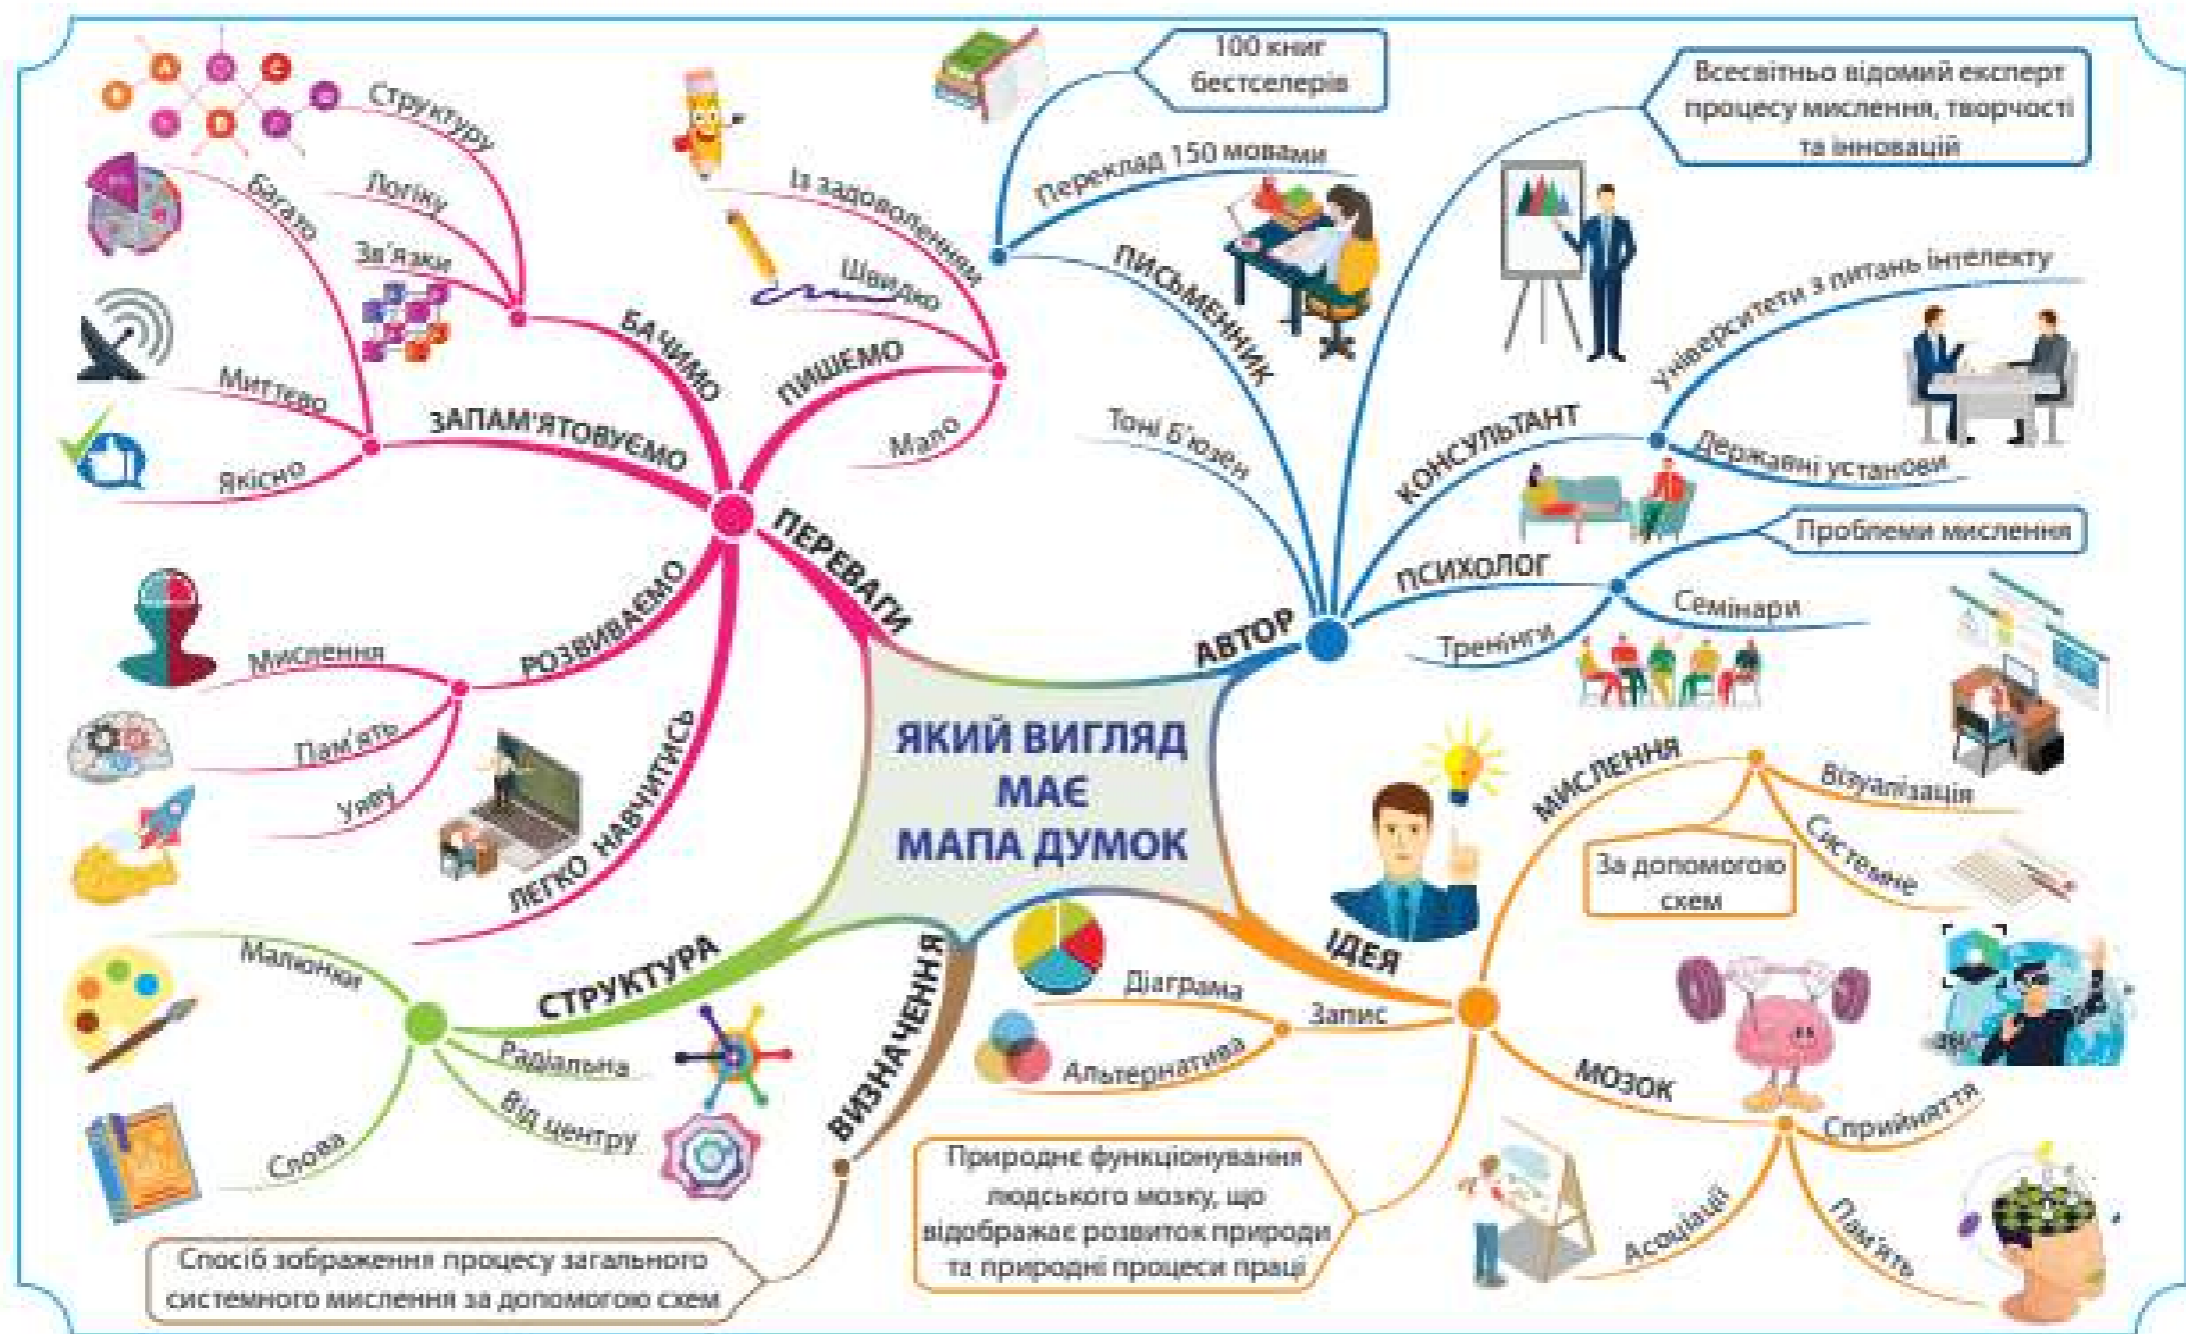 ЯКИЙ ВИГЛЯД
МАЄ
МАПА ДУМОК
ПЕРЕВАГИ
БАЧИМО
Структуру
Логіку
Зв'язки
ПИШЕМО
Із задоволенням
Швидко
Мало
ЗАПАМ'ЯТОВУЄМО
Багато
Миттєво
Якісно
РОЗВИВАЄМО
Мислення
Пам'ять
Уяву
ЛЕГКО НАВЧИТИСЬ
АВТОР
Тоні Б'юзен
ПИСЬМЕННИК
100 книг
бестселерів
Переклад 150 мовами
Всесвітньо відомий експерт
процесу мислення, творчості
та інновацій
КОНСУЛЬТАНТ
Університети з питань інтелекту
Державні установи
ПСИХОЛОГ
Проблеми мислення
Семінари
Тренінги
ІДЕЯ
МИСЛЕННЯ
Візуалізація
Системне
За допомогою
схем
МОЗОК
Сприйняття
Пам'ять
Асоціації
Запис
Діаграма
Альтернатива
Природнє функціонування
людського мозку, що
відображає розвиток природи
та природні процеси праці
ВИЗНАЧЕННЯ
Спосіб зображення процесу загального
системного мислення за допомогою схем
СТРУКТУРА
Малюнки
Радіальна
Від центру
Слова